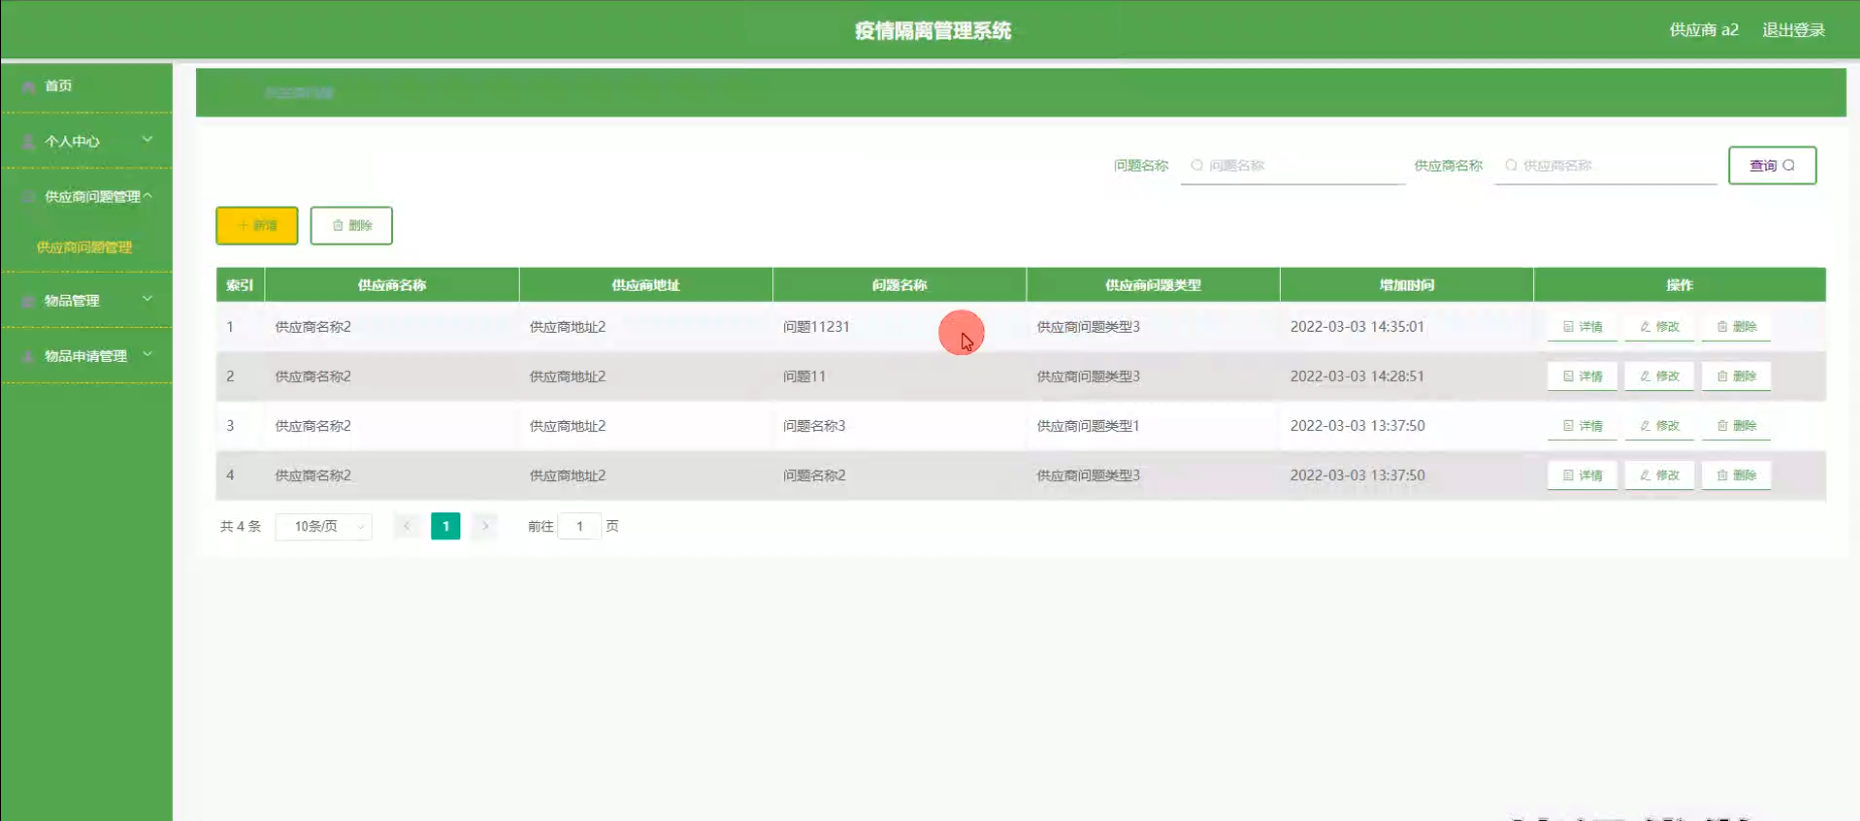 疫情隔离管理系统
供应商 a2 退出登录
首页
个人中心
供应商问题管理
供应商问题管理
物品管理
物品申请管理
问题名称 问题名称 供应商名称 供应商名称 查询
新增 删除
索引 供应商名称 供应商地址 问题名称 供应商问题类型 增加时间 操作
1 供应商名称2 供应商地址2 问题11231 供应商问题类型3 2022-03-03 14:35:01 详情 修改 删除
2 供应商名称2 供应商地址2 问题11 供应商问题类型3 2022-03-03 14:28:51 详情 修改 删除
3 供应商名称2 供应商地址2 问题名称3 供应商问题类型1 2022-03-03 13:37:50 详情 修改 删除
4 供应商名称2 供应商地址2 问题名称2 供应商问题类型3 2022-03-03 13:37:50 详情 修改 删除
共 4 条 10条/页 1 前往 1 页